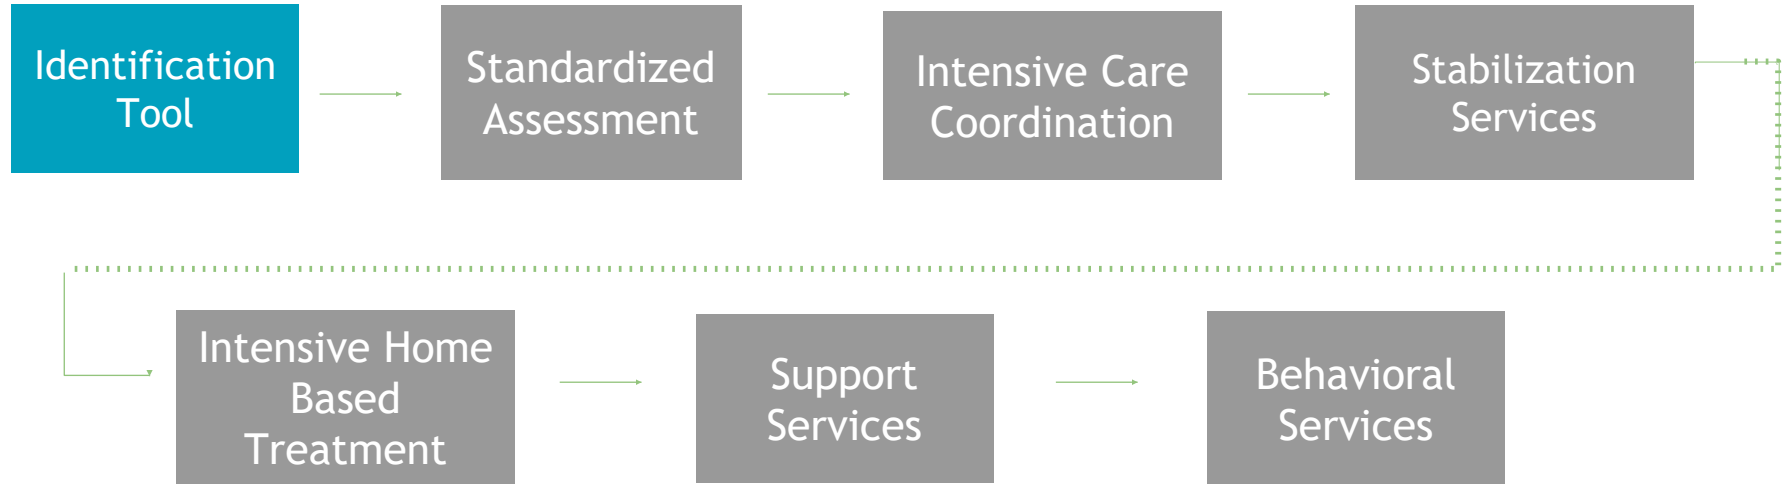 Identification
Tool
Standardized
Assessment
Intensive Care
Coordination
Stabilization
Services
Intensive Home
Based
Treatment
Support
Services
Behavioral
Services